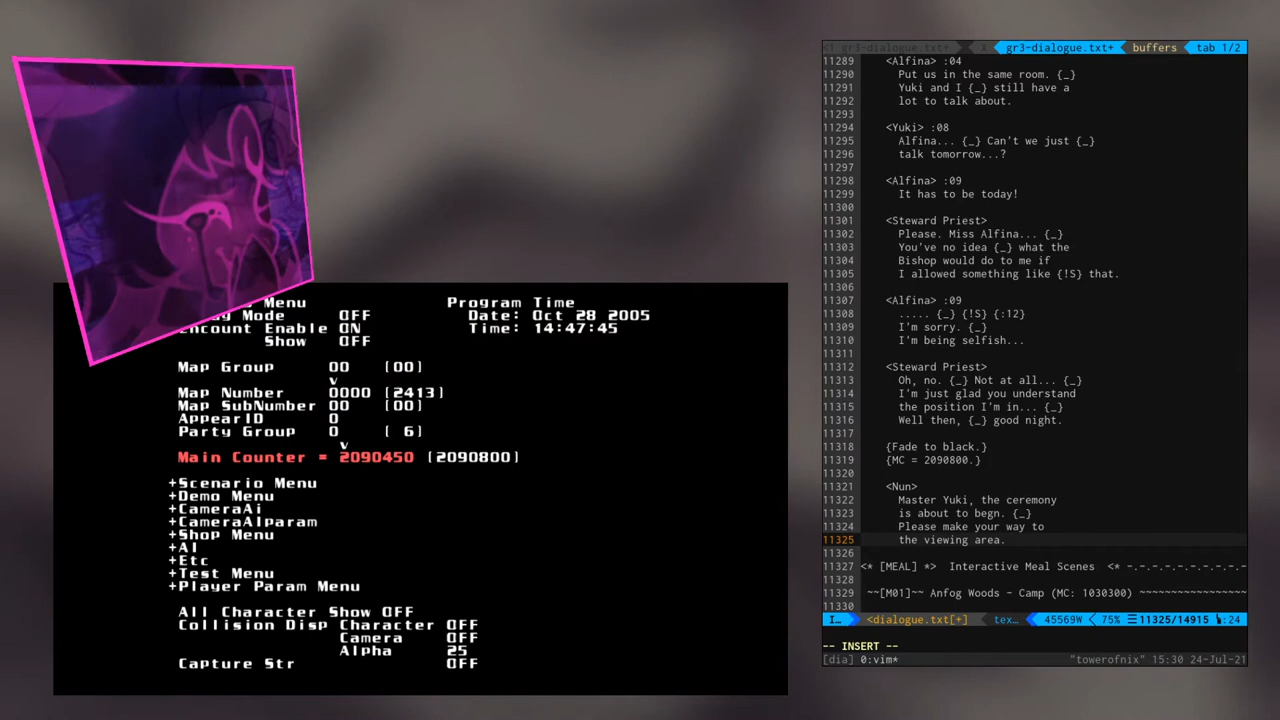 Menu Program Time
Mode OFF Date: Oct 28 2005
Encount Enable ON Time: 14:47:45
Show OFF
Map Group 00 [00]
v
Map Number 0000 [2413]
Map SubNumber 00 [00]
AppearID 0
Party Group 0 [ 6]
v
Main Counter = 2090450 [2090800]
+Scenario Menu
+Demo Menu
+CameraAi
+CameraAIparam
+Shop Menu
+AI
+Etc
+Test Menu
+Player Param Menu
All Character Show OFF
Collision Disp Character OFF
Camera OFF
Alpha 25
Capture Str OFF
<1 gr3-dialogue.txt+ X gr3-dialogue.txt+ buffers tab 1/2
11289 <Alfina> :04
11290 Put us in the same room. {_}
11291 Yuki and I {_} still have a
11292 lot to talk about.
11293
11294 <Yuki> :08
11295 Alfina... {_} Can't we just {_}
11296 talk tomorrow...?
11297
11298 <Alfina> :09
11299 It has to be today!
11300
11301 <Steward Priest>
11302 Please. Miss Alfina... {_}
11303 You've no idea {_} what the
11304 Bishop would do to me if
11305 I allowed something like {!S} that.
11306
11307 <Alfina> :09
11308 ..... {_} {!S} {:12}
11309 I'm sorry. {_}
11310 I'm being selfish...
11311
11312 <Steward Priest>
11313 Oh, no. {_} Not at all... {_}
11314 I'm just glad you understand
11315 the position I'm in... {_}
11316 Well then, {_} good night.
11317
11318 {Fade to black.}
11319 {MC = 2090800.}
11320
11321 <Nun>
11322 Master Yuki, the ceremony
11323 is about to begn. {_}
11324 Please make your way to
11325 the viewing area.
11326
11327 <* [MEAL] *> Interactive Meal Scenes <* -.-.-.-.-.-.-.-.-
11328
11329 ~~[M01]~~ Anfog Woods - Camp (MC: 1030300) ~~~~~~~~~~~~~~~~
11330
I… <dialogue.txt[+] tex… 45569W 75% ☰11325/14915 :24
-- INSERT --
[dia] 0:vim* "towerofnix" 15:30 24-Jul-21